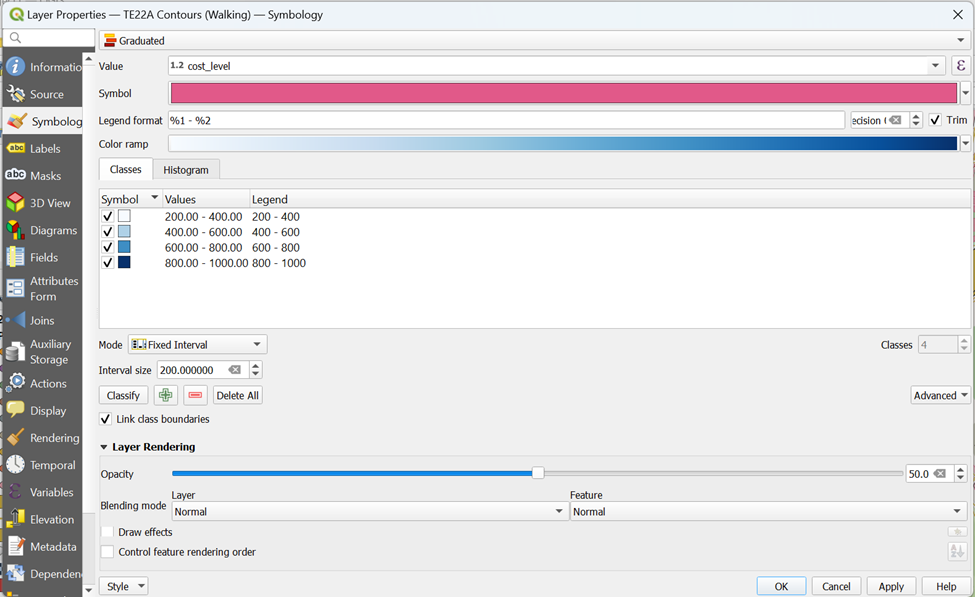 Layer Properties — TE22A Contours (Walking) — Symbology
Graduated
Informatio
Source
Symbolog
Labels
Masks
3D View
Diagrams
Fields
Attributes
Form
Joins
Auxiliary
Storage
Actions
Display
Rendering
Temporal
Variables
Elevation
Metadata
Dependen
Value 1.2 cost_level ε
Symbol
Legend format %1 - %2 ecision Trim
Color ramp
Classes Histogram
Symbol Values Legend
200.00 - 400.00 200 - 400
400.00 - 600.00 400 - 600
600.00 - 800.00 600 - 800
800.00 - 1000.00 800 - 1000
Mode Fixed Interval Classes 4
Interval size 200.000000
Classify Delete All Advanced
Link class boundaries
Layer Rendering
Opacity 50.0
Layer Feature
Blending mode Normal Normal
Draw effects
Control feature rendering order
Style OK Cancel Apply Help